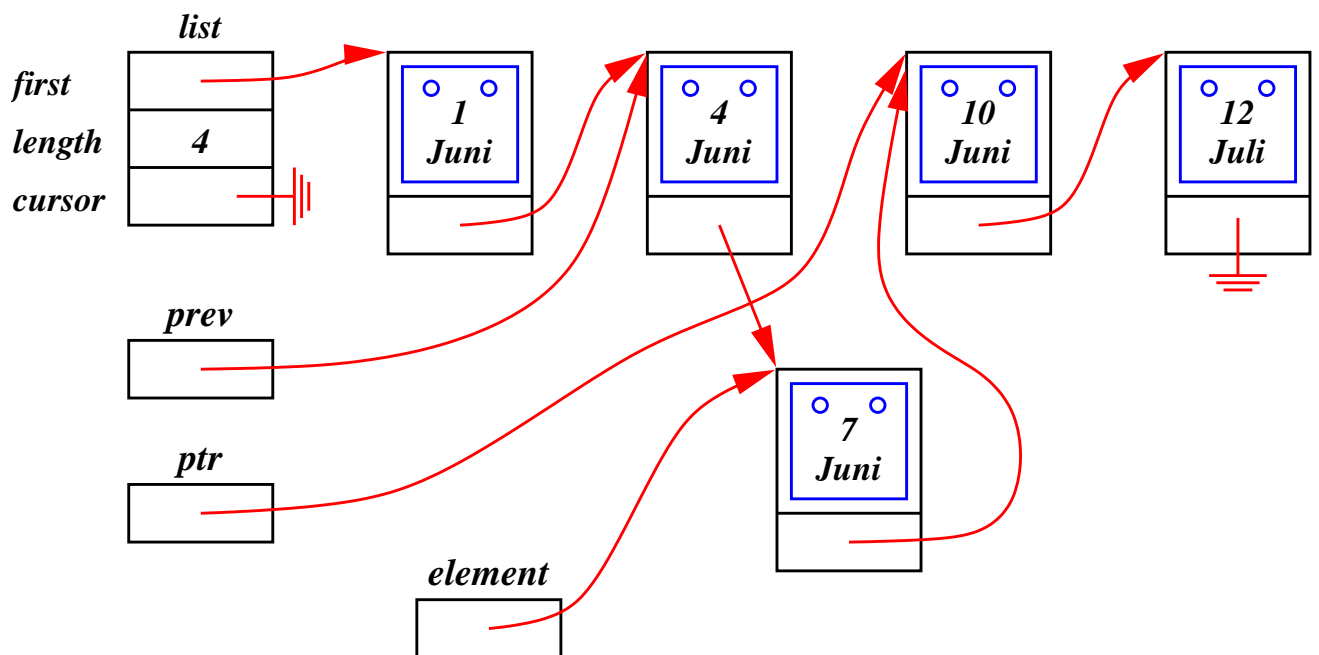 list
first
length
4
cursor
1
Juni
4
Juni
10
Juni
12
Juli
prev
ptr
7
Juni
element